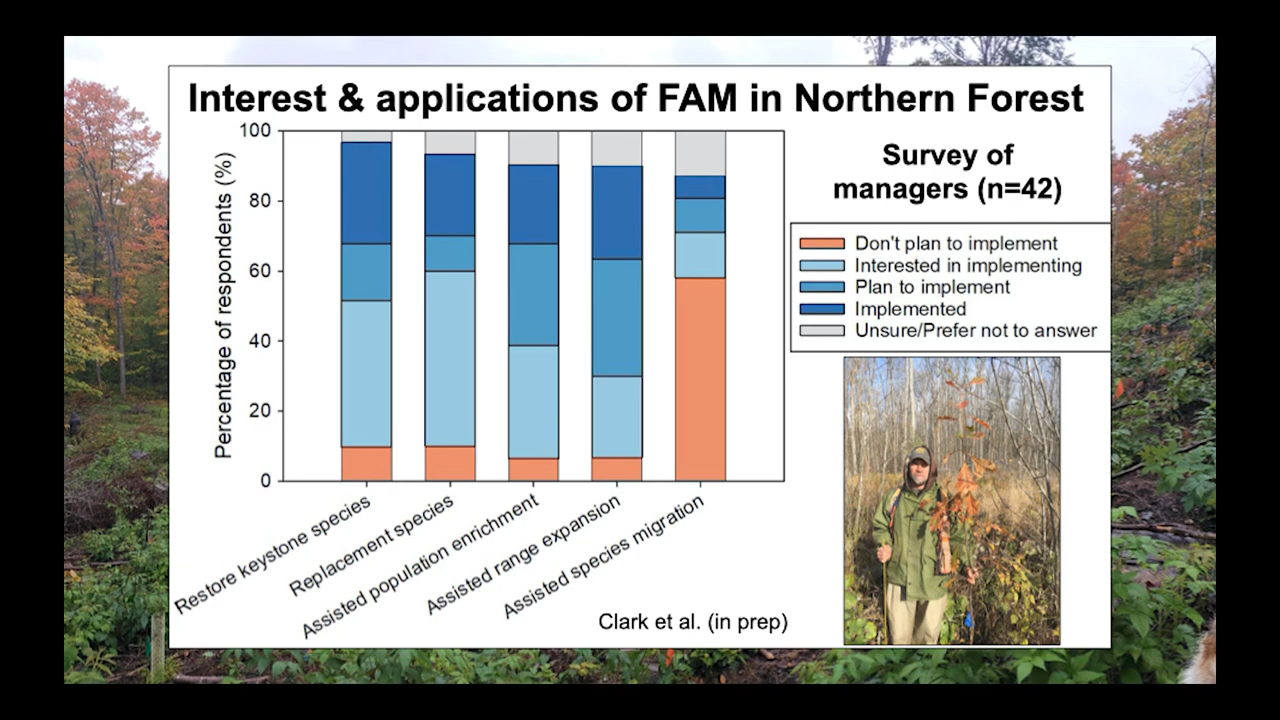 Interest & applications of FAM in Northern Forest
Percentage of respondents (%)
100
80
60
40
20
0
Restore keystone species
Replacement species
Assisted population enrichment
Assisted range expansion
Assisted species migration
Survey of
managers (n=42)
Don't plan to implement
Interested in implementing
Plan to implement
Implemented
Unsure/Prefer not to answer
Clark et al. (in prep)